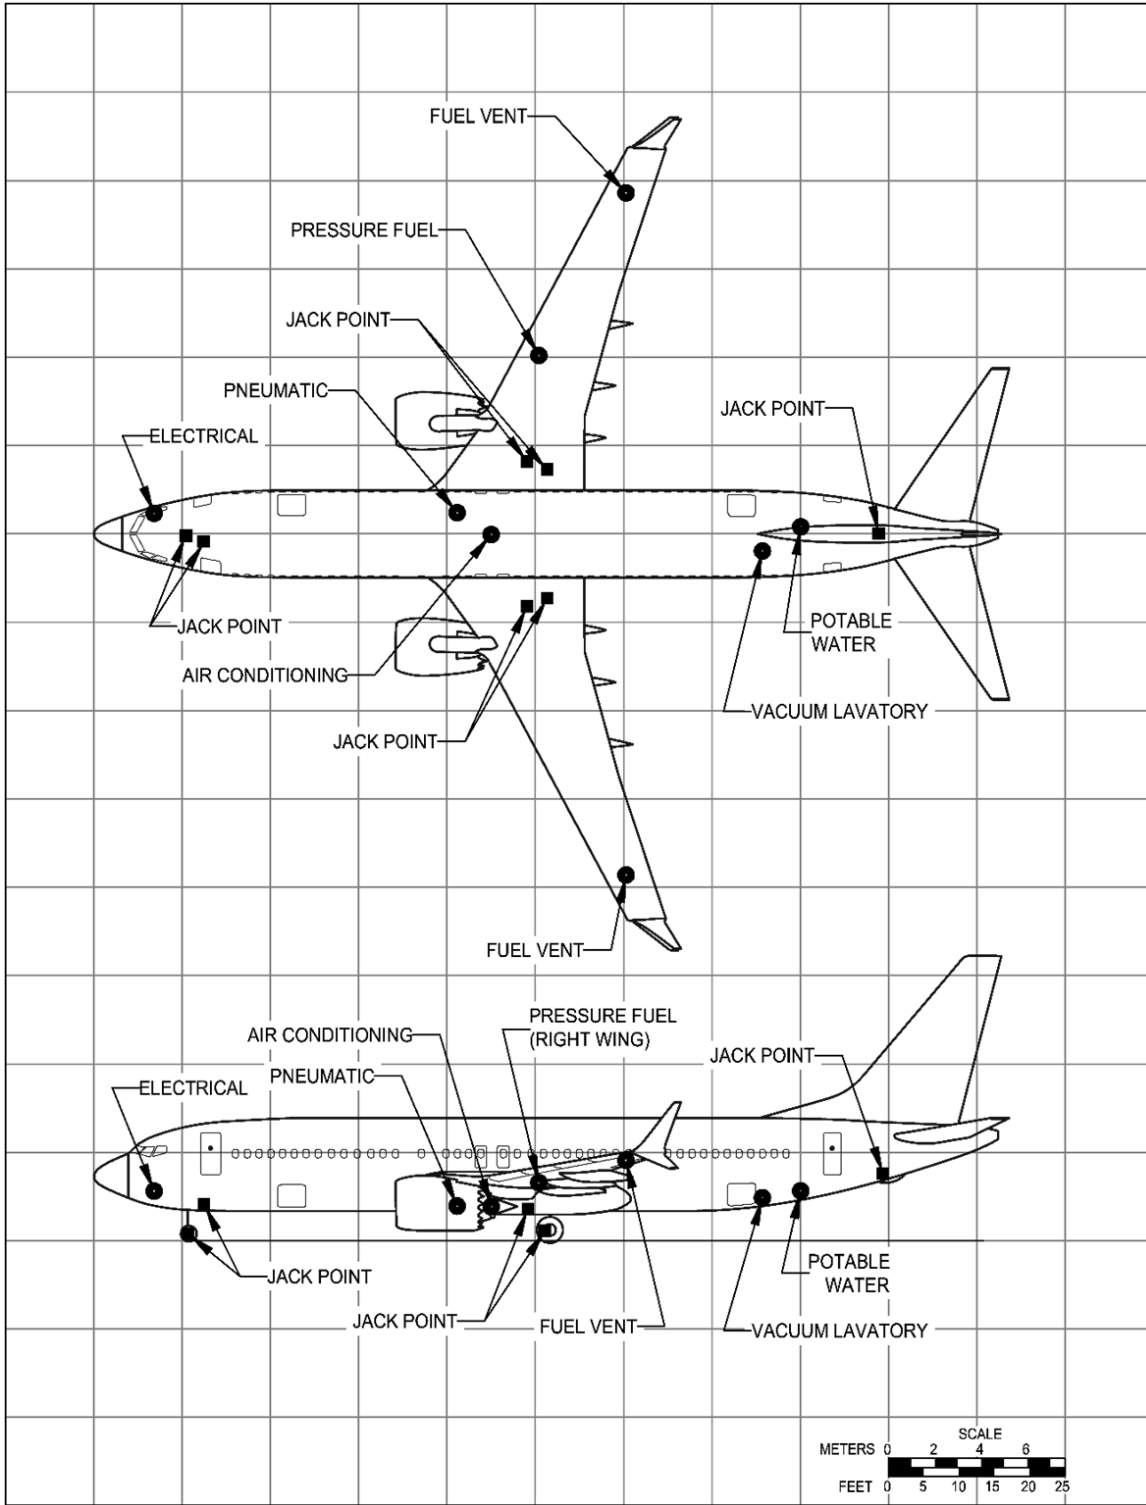 FUEL VENT
PRESSURE FUEL
JACK POINT
PNEUMATIC
JACK POINT
ELECTRICAL
JACK POINT
POTABLE
WATER
AIR CONDITIONING
VACUUM LAVATORY
JACK POINT
FUEL VENT
PRESSURE FUEL
(RIGHT WING)
AIR CONDITIONING
JACK POINT
PNEUMATIC
ELECTRICAL
POTABLE
WATER
JACK POINT
JACK POINT
FUEL VENT
VACUUM LAVATORY
SCALE
METERS 0 2 4 6
FEET 0 5 10 15 20 25